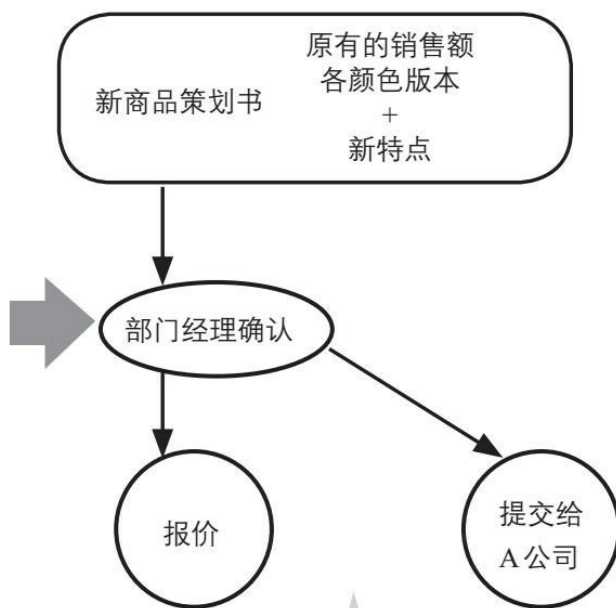 新商品策划书
原有的销售额
各颜色版本
+
新特点
部门经理确认
报价
提交给
A 公司